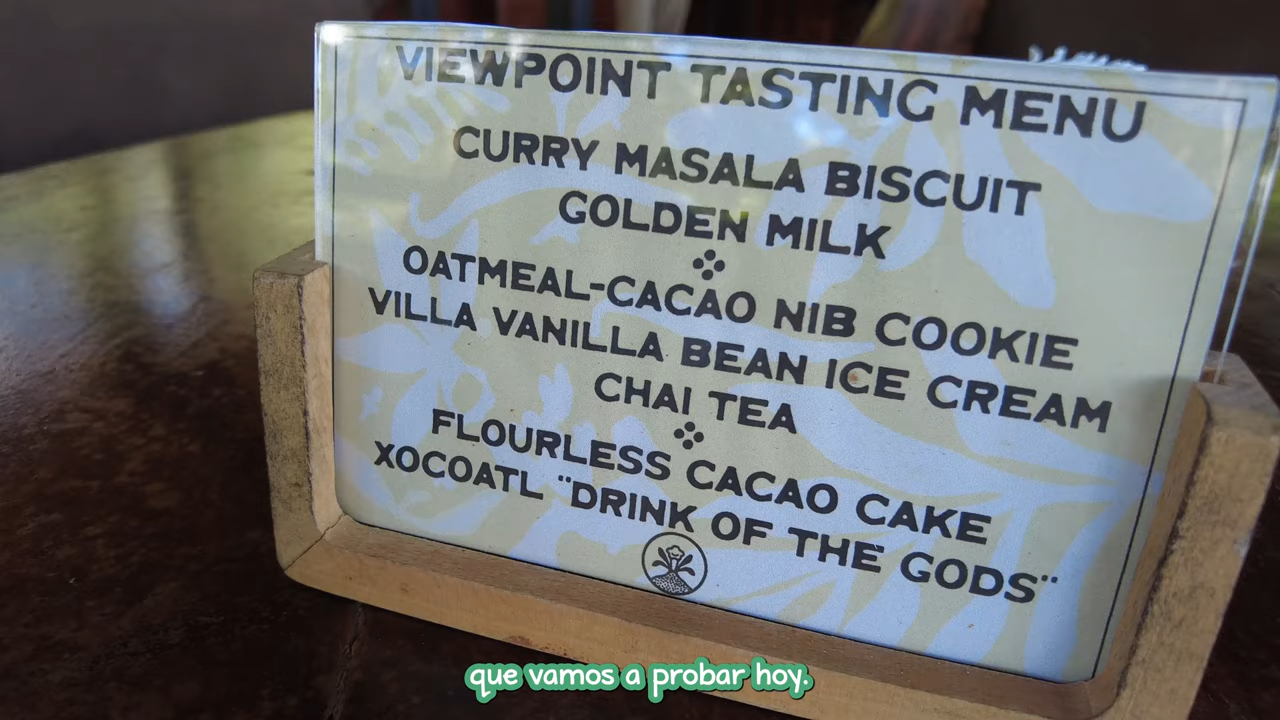 VIEWPOINT TASTING MENU
CURRY MASALA BISCUIT
GOLDEN MILK
OATMEAL-CACAO NIB COOKIE
VILLA VANILLA BEAN ICE CREAM
CHAI TEA
FLOURLESS CACAO CAKE
XOCOATL ¨DRINK OF THE GODS¨
que vamos a probar hoy.